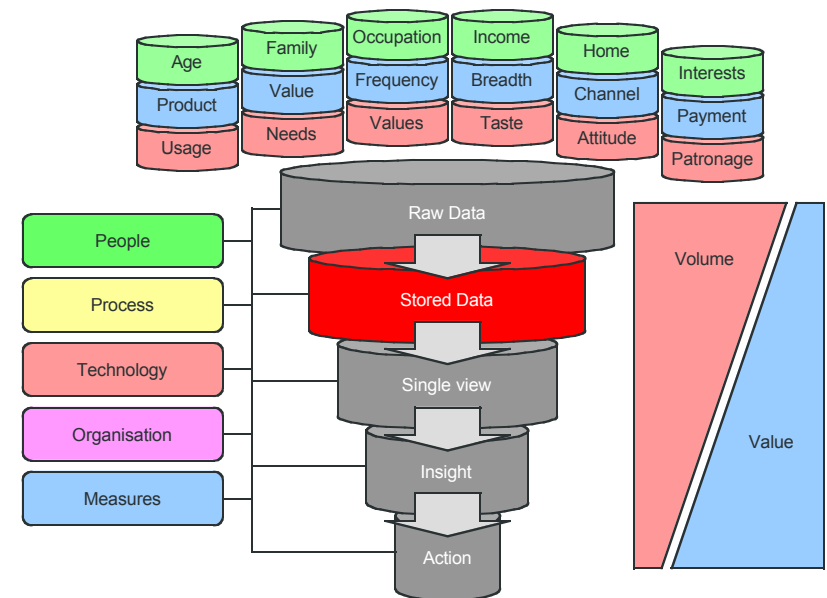 Age
Product
Usage
Family
Value
Needs
Occupation
Frequency
Values
Income
Breadth
Taste
Home
Channel
Attitude
Interests
Payment
Patronage
People
Process
Technology
Organisation
Measures
Raw Data
Stored Data
Single view
Insight
Action
Volume
Value